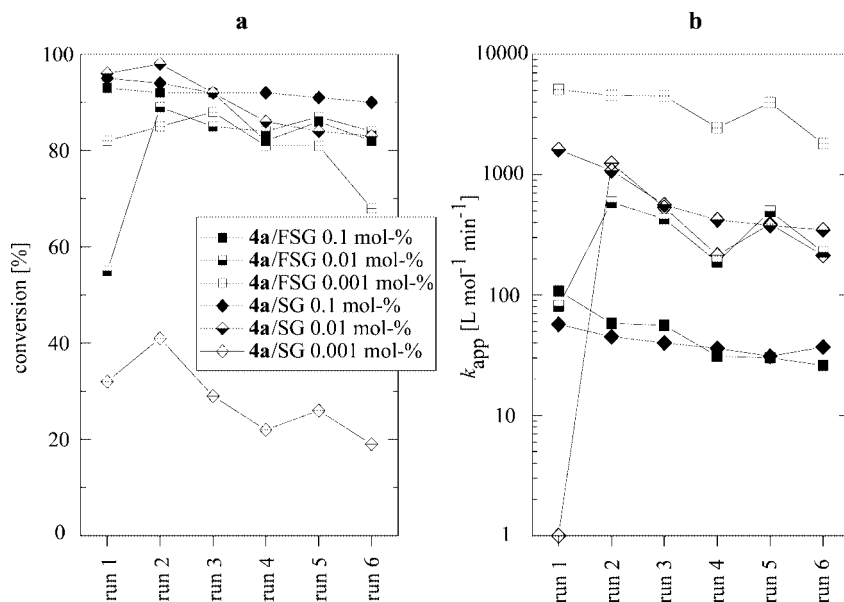 a
100
80
60
40
20
0
conversion [%]
4a/FSG 0.1 mol-%
4a/FSG 0.01 mol-%
4a/FSG 0.001 mol-%
4a/SG 0.1 mol-%
4a/SG 0.01 mol-%
4a/SG 0.001 mol-%
run 1
run 2
run 3
run 4
run 5
run 6
b
10000
1000
100
10
1
k_app [L mol⁻¹ min⁻¹]
run 1
run 2
run 3
run 4
run 5
run 6